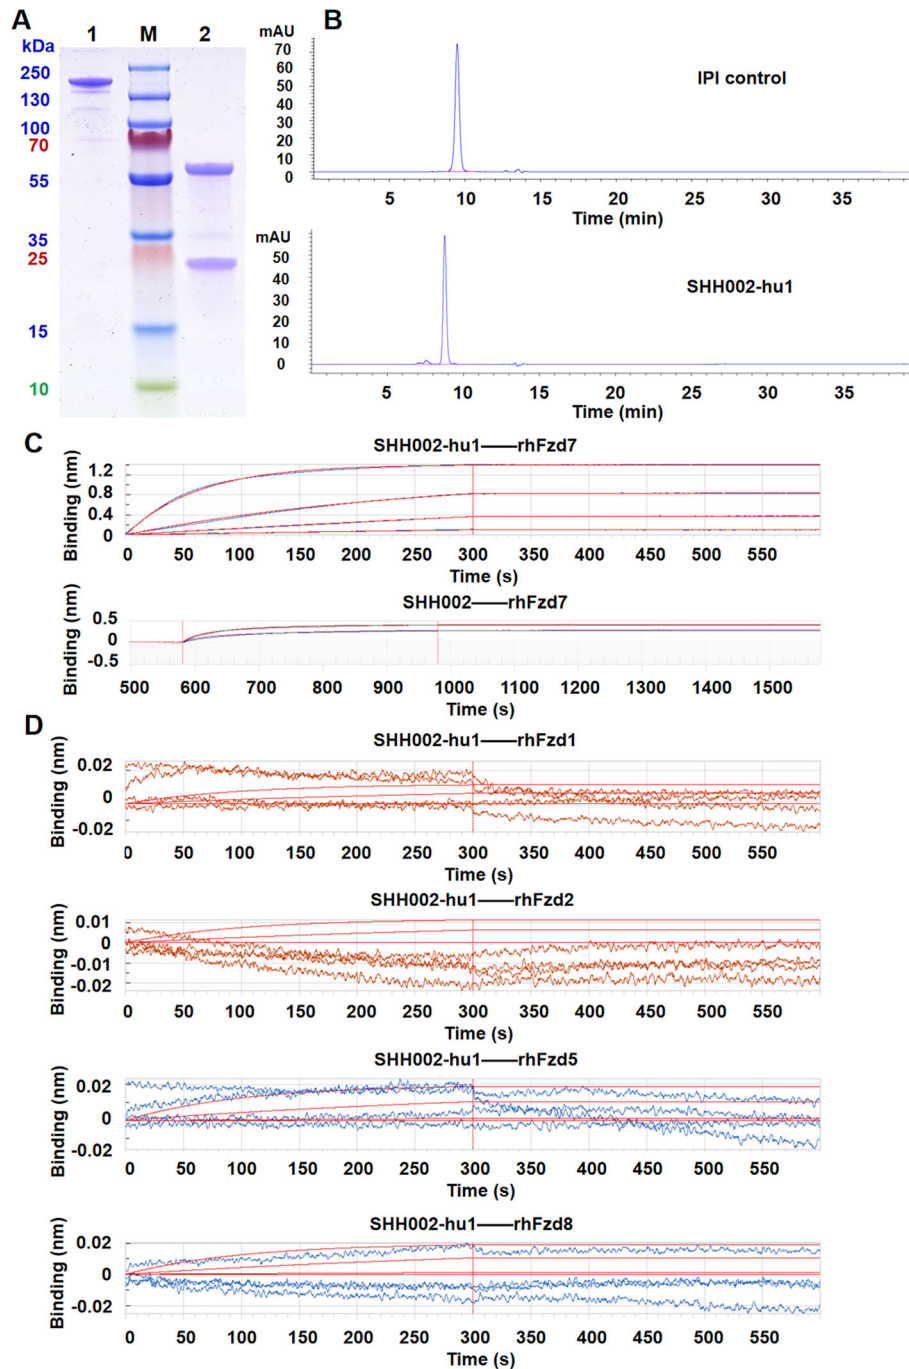 A
1 M 2
kDa
250
130
100
70
55
35
25
15
10
B
mAU
70
60
50
40
30
20
10
0
IPI control
5 10 15 20 25 30 35
Time (min)
mAU
50
40
30
20
10
0
SHH002-hu1
5 10 15 20 25 30 35
Time (min)
C
SHH002-hu1——rhFzd7
Binding (nm)
1.2
0.8
0.4
0
0 50 100 150 200 250 300 350 400 450 500 550
Time (s)
SHH002——rhFzd7
Binding (nm)
0.5
0
-0.5
500 600 700 800 900 1000 1100 1200 1300 1400 1500
Time (s)
D
SHH002-hu1——rhFzd1
Binding (nm)
0.02
0
-0.02
0 50 100 150 200 250 300 350 400 450 500 550
Time (s)
SHH002-hu1——rhFzd2
Binding (nm)
0.01
0
-0.01
-0.02
0 50 100 150 200 250 300 350 400 450 500 550
Time (s)
SHH002-hu1——rhFzd5
Binding (nm)
0.02
0
-0.02
0 50 100 150 200 250 300 350 400 450 500 550
Time (s)
SHH002-hu1——rhFzd8
Binding (nm)
0.02
0
-0.02
0 50 100 150 200 250 300 350 400 450 500 550
Time (s)